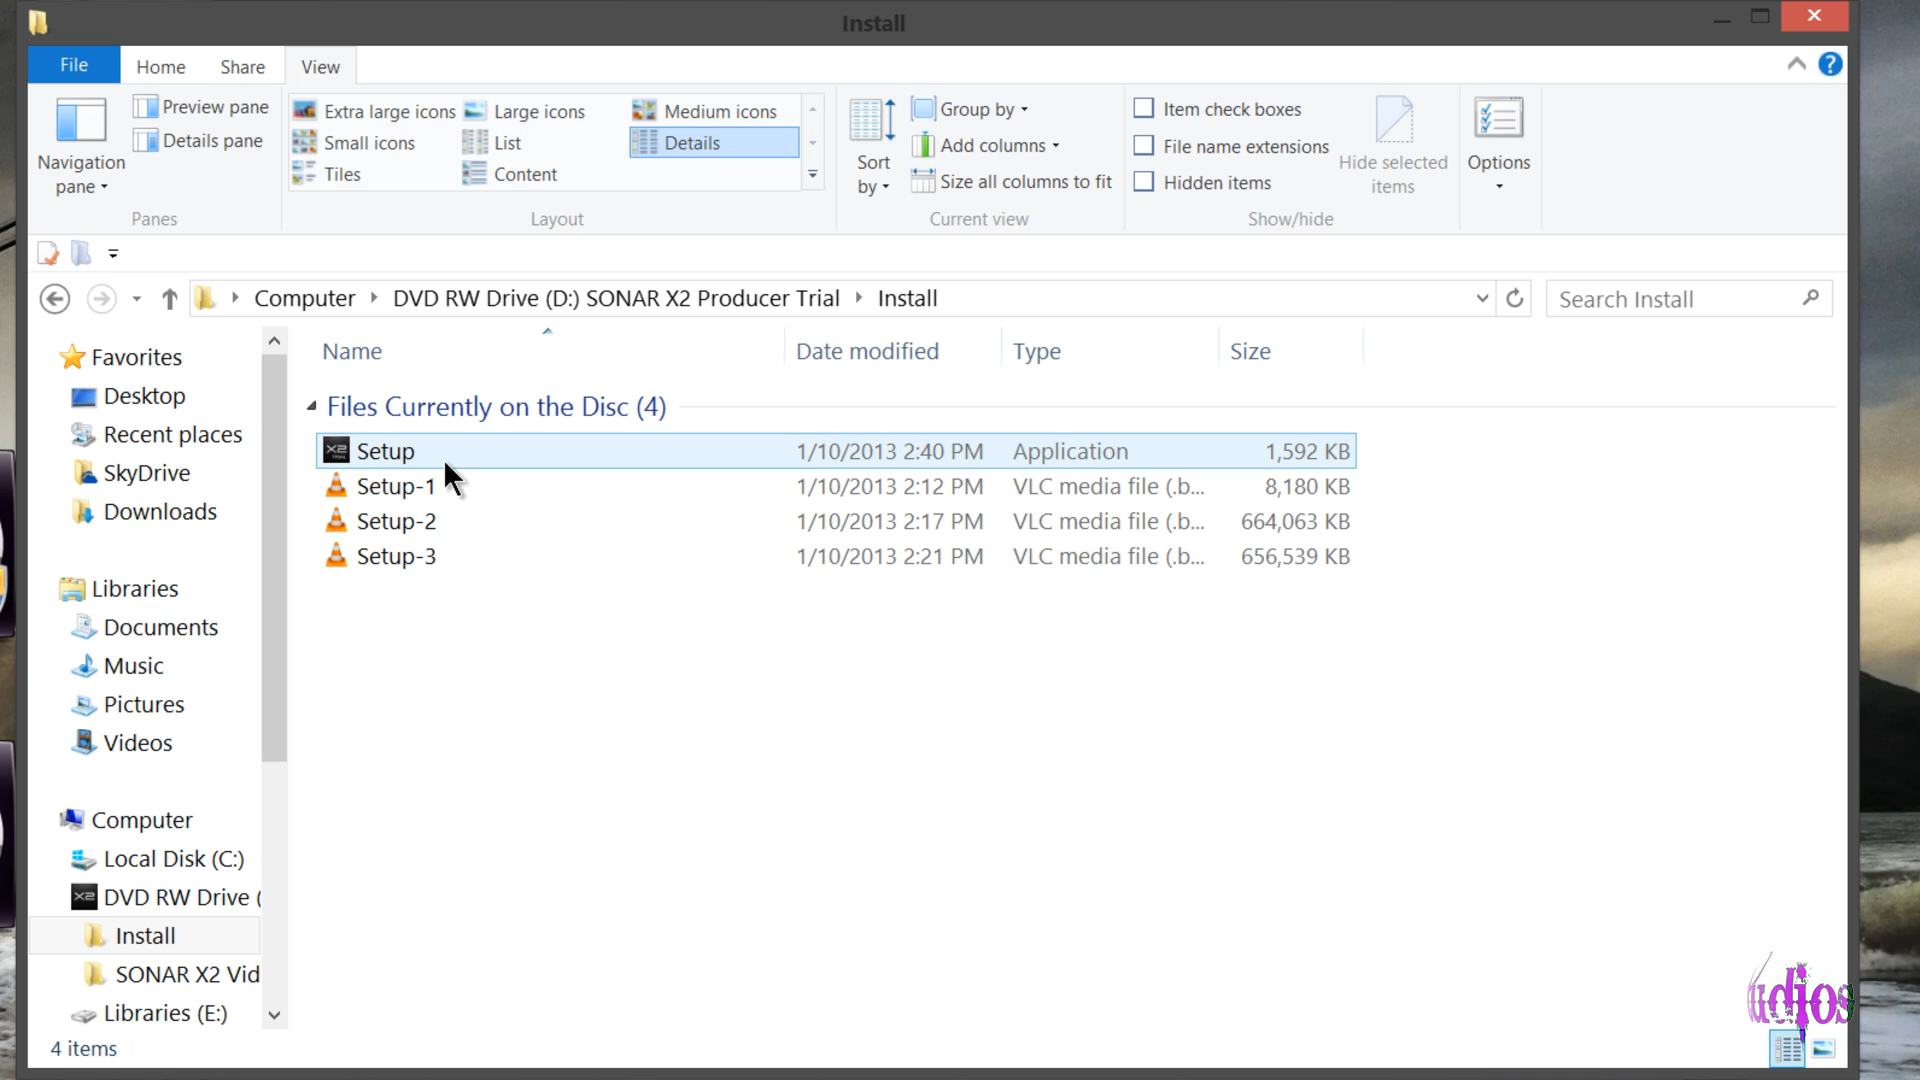 Install
File Home Share View
Navigation pane
Preview pane
Details pane
Panes
Extra large icons Large icons Medium icons
Small icons List Details
Tiles Content
Layout
Sort by
Group by
Add columns
Size all columns to fit
Current view
Item check boxes
File name extensions
Hidden items
Hide selected items
Show/hide
Options
Computer DVD RW Drive (D:) SONAR X2 Producer Trial Install
Search Install
Favorites
Desktop
Recent places
SkyDrive
Downloads
Libraries
Documents
Music
Pictures
Videos
Computer
Local Disk (C:)
DVD RW Drive (
Install
SONAR X2 Vid
Libraries (E:)
Name Date modified Type Size
Files Currently on the Disc (4)
Setup 1/10/2013 2:40 PM Application 1,592 KB
Setup-1 1/10/2013 2:12 PM VLC media file (.b... 8,180 KB
Setup-2 1/10/2013 2:17 PM VLC media file (.b... 664,063 KB
Setup-3 1/10/2013 2:21 PM VLC media file (.b... 656,539 KB
4 items
udios